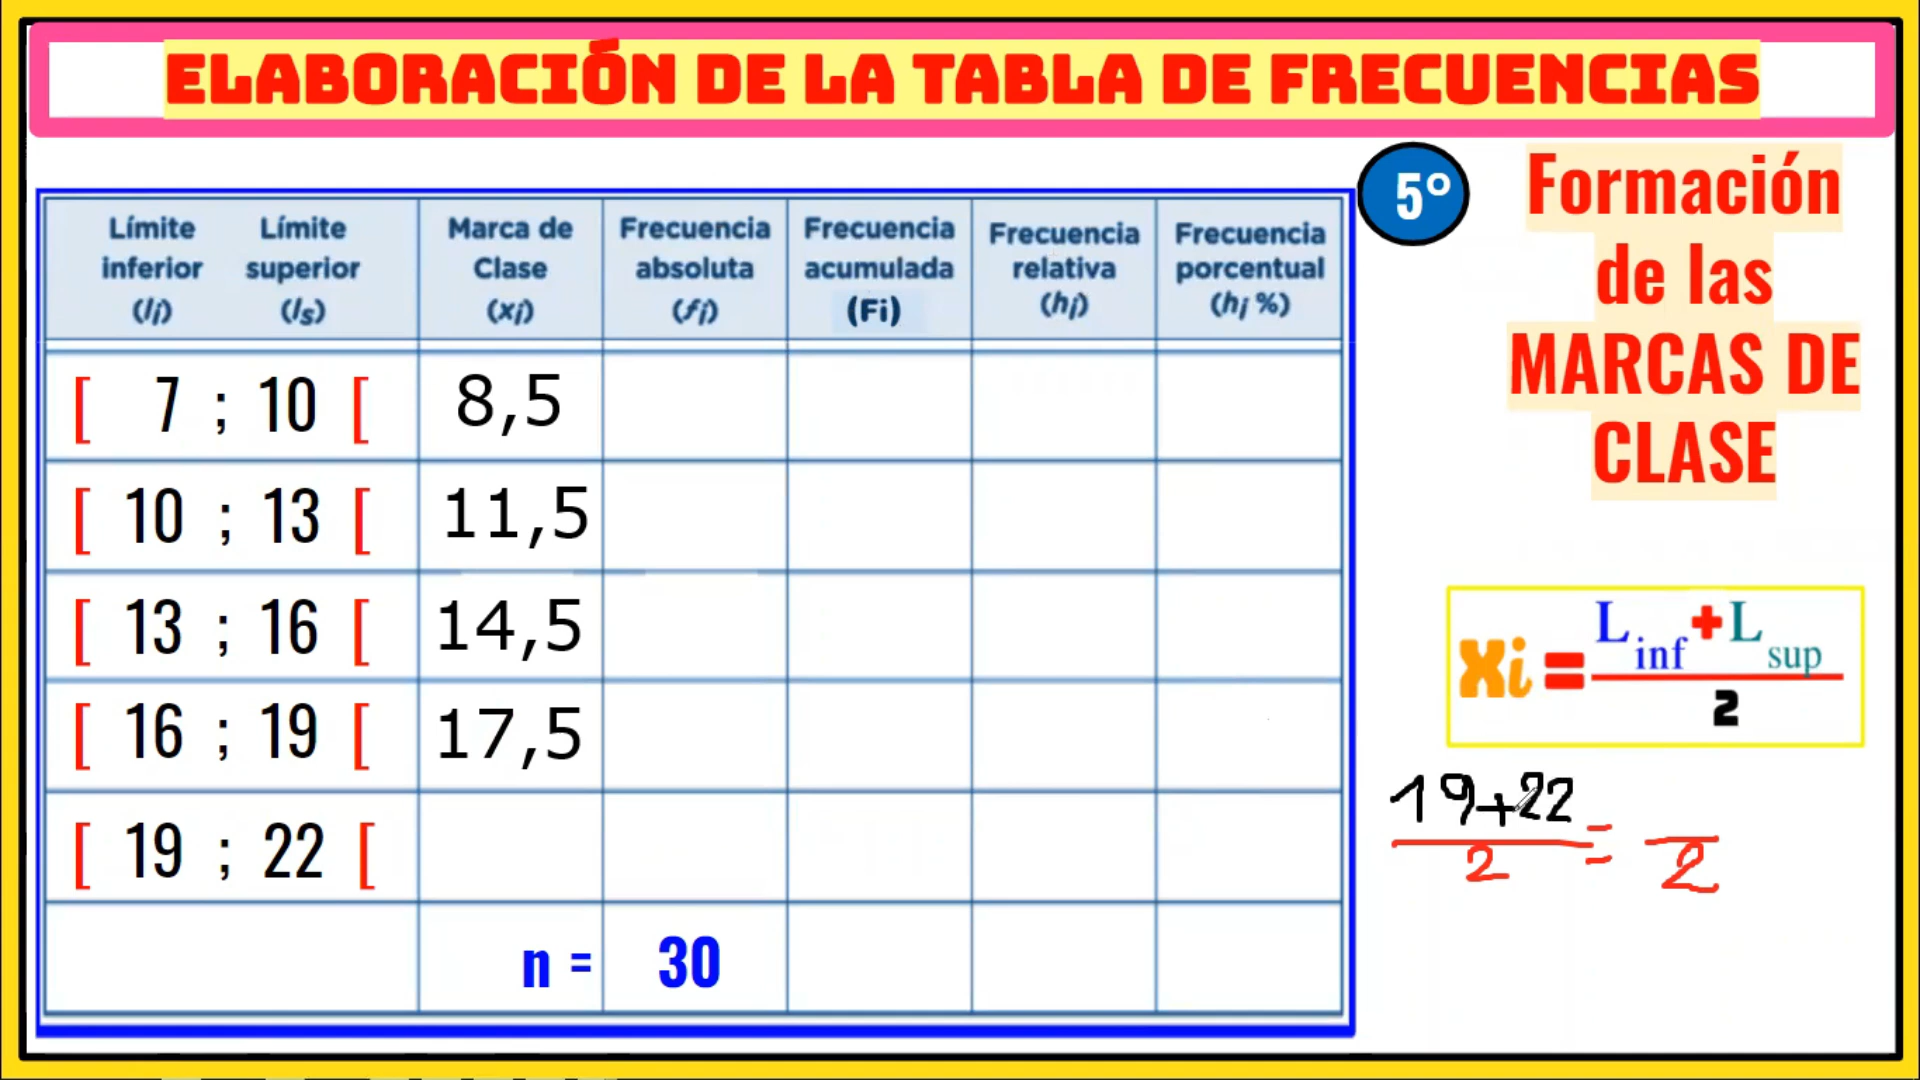 ELABORACIÓN DE LA TABLA DE FRECUENCIAS
Límite inferior (li) Límite superior (ls) Marca de Clase (xi) Frecuencia absoluta (fi) Frecuencia acumulada (Fi) Frecuencia relativa (hi) Frecuencia porcentual (hi %)
[ 7 ; 10 [ 8,5
[ 10 ; 13 [ 11,5
[ 13 ; 16 [ 14,5
[ 16 ; 19 [ 17,5
[ 19 ; 22 [
n = 30
5º
Formación
de las
MARCAS DE
CLASE
Xi = L inf + L sup
2
19+22
2 = 2